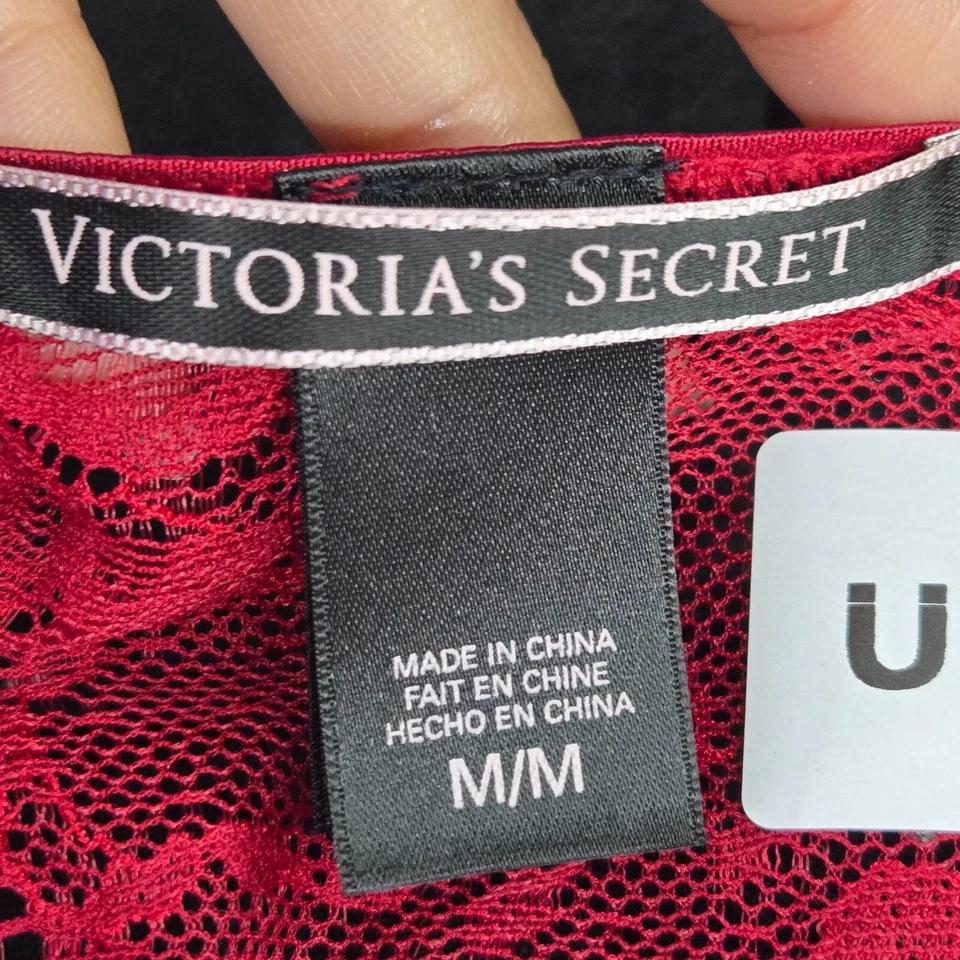 VICTORIA'S SECRET
MADE IN CHINA
FAIT EN CHINE
HECHO EN CHINA
M/M